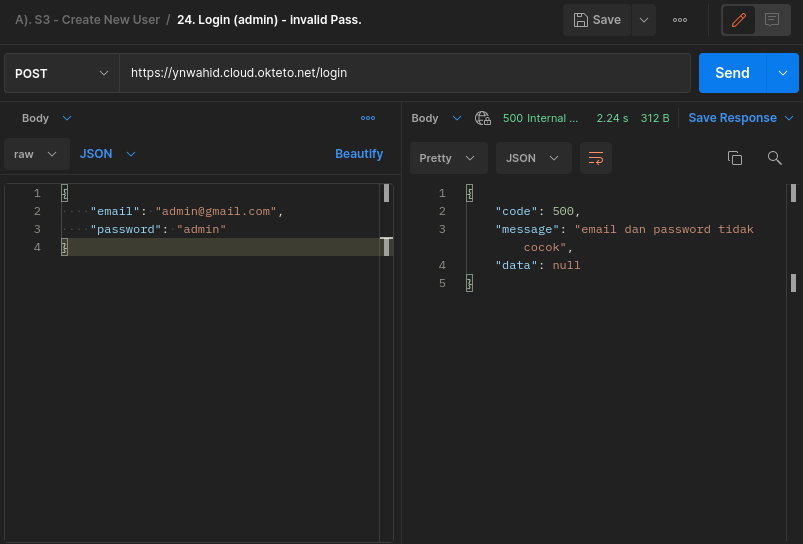 A). S3 - Create New User / 24. Login (admin) - invalid Pass.
Save
POST
https://ynwahid.cloud.okteto.net/login
Send
Body
raw
JSON
Beautify
1 {
2 "email": "admin@gmail.com",
3 "password": "admin"
4 }
Body
500 Internal ...
2.24 s
312 B
Save Response
Pretty
JSON
1 {
2 "code": 500,
3 "message": "email dan password tidak
cocok",
4 "data": null
5 }